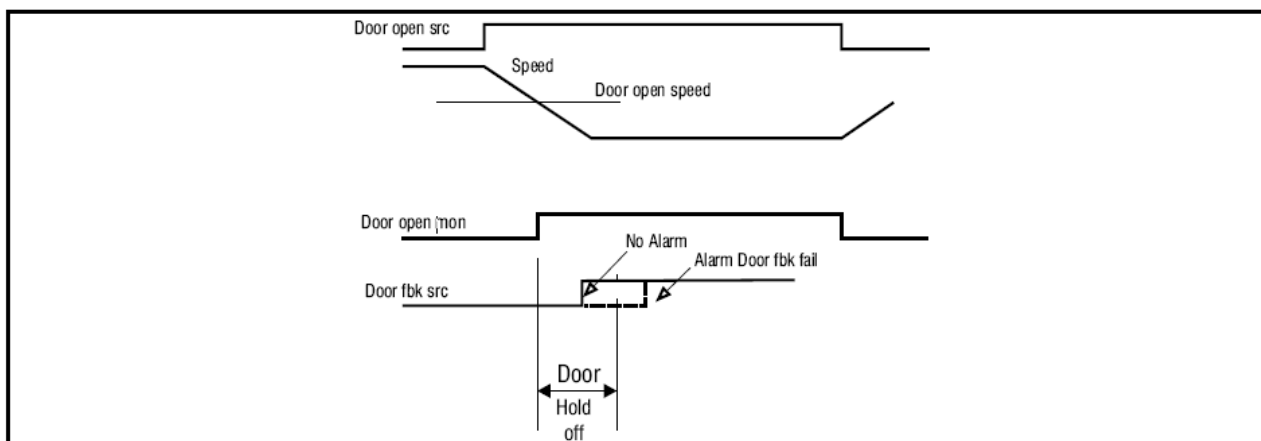 Door open src
Speed
Door open speed
Door open mon
No Alarm
Alarm Door fbk fail
Door fbk src
Door
Hold
off